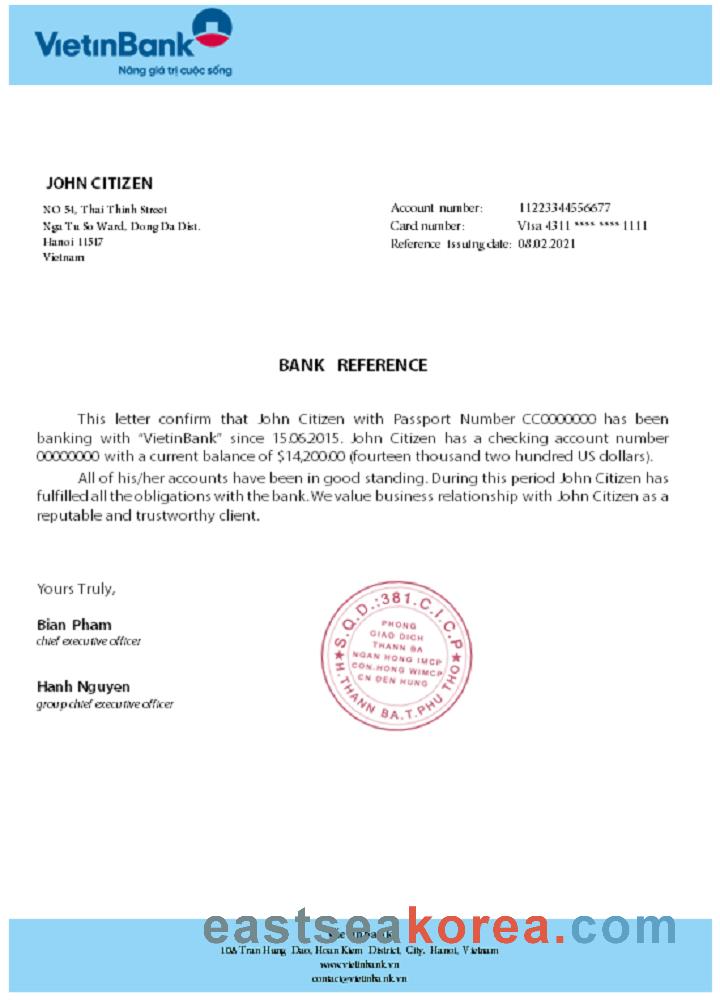 VietinBank
Nâng giá trị cuộc sống
JOHN CITIZEN
NO 54, Thai Thinh Street
Nga Tu So Ward, Dong Da Dist.
Hanoi 11517
Vietnam
Account number: 11223344556677
Card number: Visa 4311 **** **** 1111
Reference Issuing date: 08.02.2021
BANK REFERENCE
This letter confirm that John Citizen with Passport Number CC0000000 has been
banking with “VietinBank” since 15.06.2015. John Citizen has a checking account number
00000000 with a current balance of $14,200.00 (fourteen thousand two hundred US dollars).
All of his/her accounts have been in good standing. During this period John Citizen has
fulfilled all the obligations with the bank. We value business relationship with John Citizen as a
reputable and trustworthy client.
Yours Truly,
Bian Pham
chief executive officer
Hanh Nguyen
group chief executive officer
S.Q.D.:381.C.I.C.P
PHONG
GIAO DICH
THANN BA
NGAN HONG IMCP
CON.HONG WIMCP
CN DEN HUNG
H.THANN BA.T.PHU THO
eastseakorea.com
108 Tran Hung Dao, Hoan Kiem District, City. Hanoi, Vietnam
www.vietinbank.vn
contact@vietinbank.vn